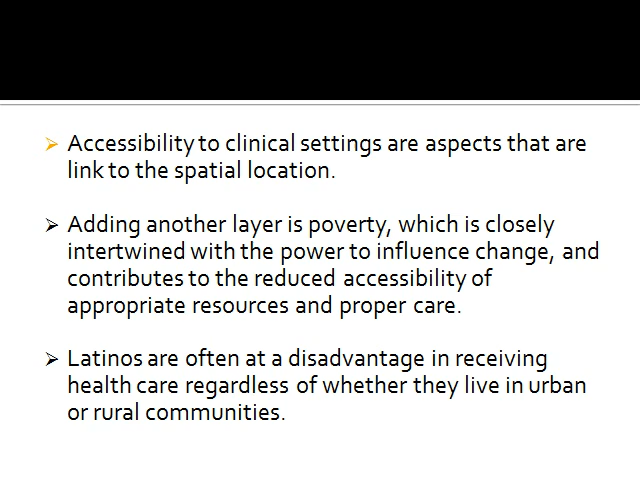 Accessibility to clinical settings are aspects that are
link to the spatial location.
Adding another layer is poverty, which is closely
intertwined with the power to influence change, and
contributes to the reduced accessibility of
appropriate resources and proper care.
Latinos are often at a disadvantage in receiving
health care regardless of whether they live in urban
or rural communities.